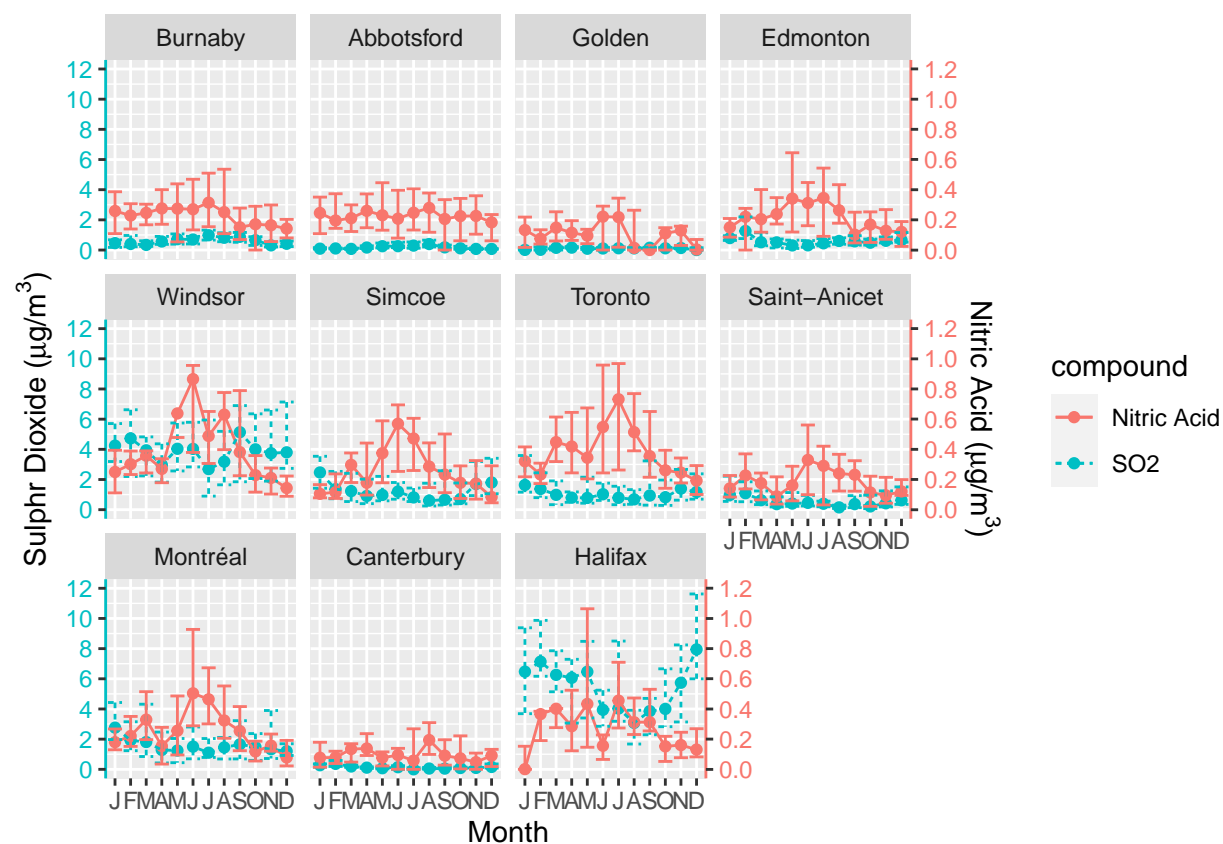 Burnaby Abbotsford Golden Edmonton
12 1.2
10 1.0
8 0.8
6 0.6
4 0.4
2 0.2
0 0.0
Windsor Simcoe Toronto Saint−Anicet
12 1.2
10 1.0
8 0.8
6 0.6
4 0.4
2 0.2
0 0.0
J F M A M J J A S O N D
Montréal Canterbury Halifax
12 1.2
10 1.0
8 0.8
6 0.6
4 0.4
2 0.2
0 0.0
J F M A M J J A S O N D J F M A M J J A S O N D J F M A M J J A S O N D
Month
Sulphr Dioxide (μg/m³)
Nitric Acid (μg/m³)
compound
Nitric Acid
SO2